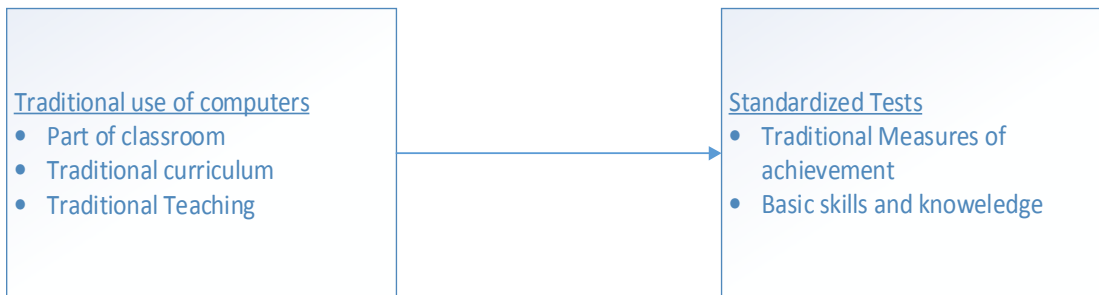 Traditional use of computers
• Part of classroom
• Traditional curriculum
• Traditional Teaching
Standardized Tests
• Traditional Measures of
achievement
• Basic skills and knoweledge